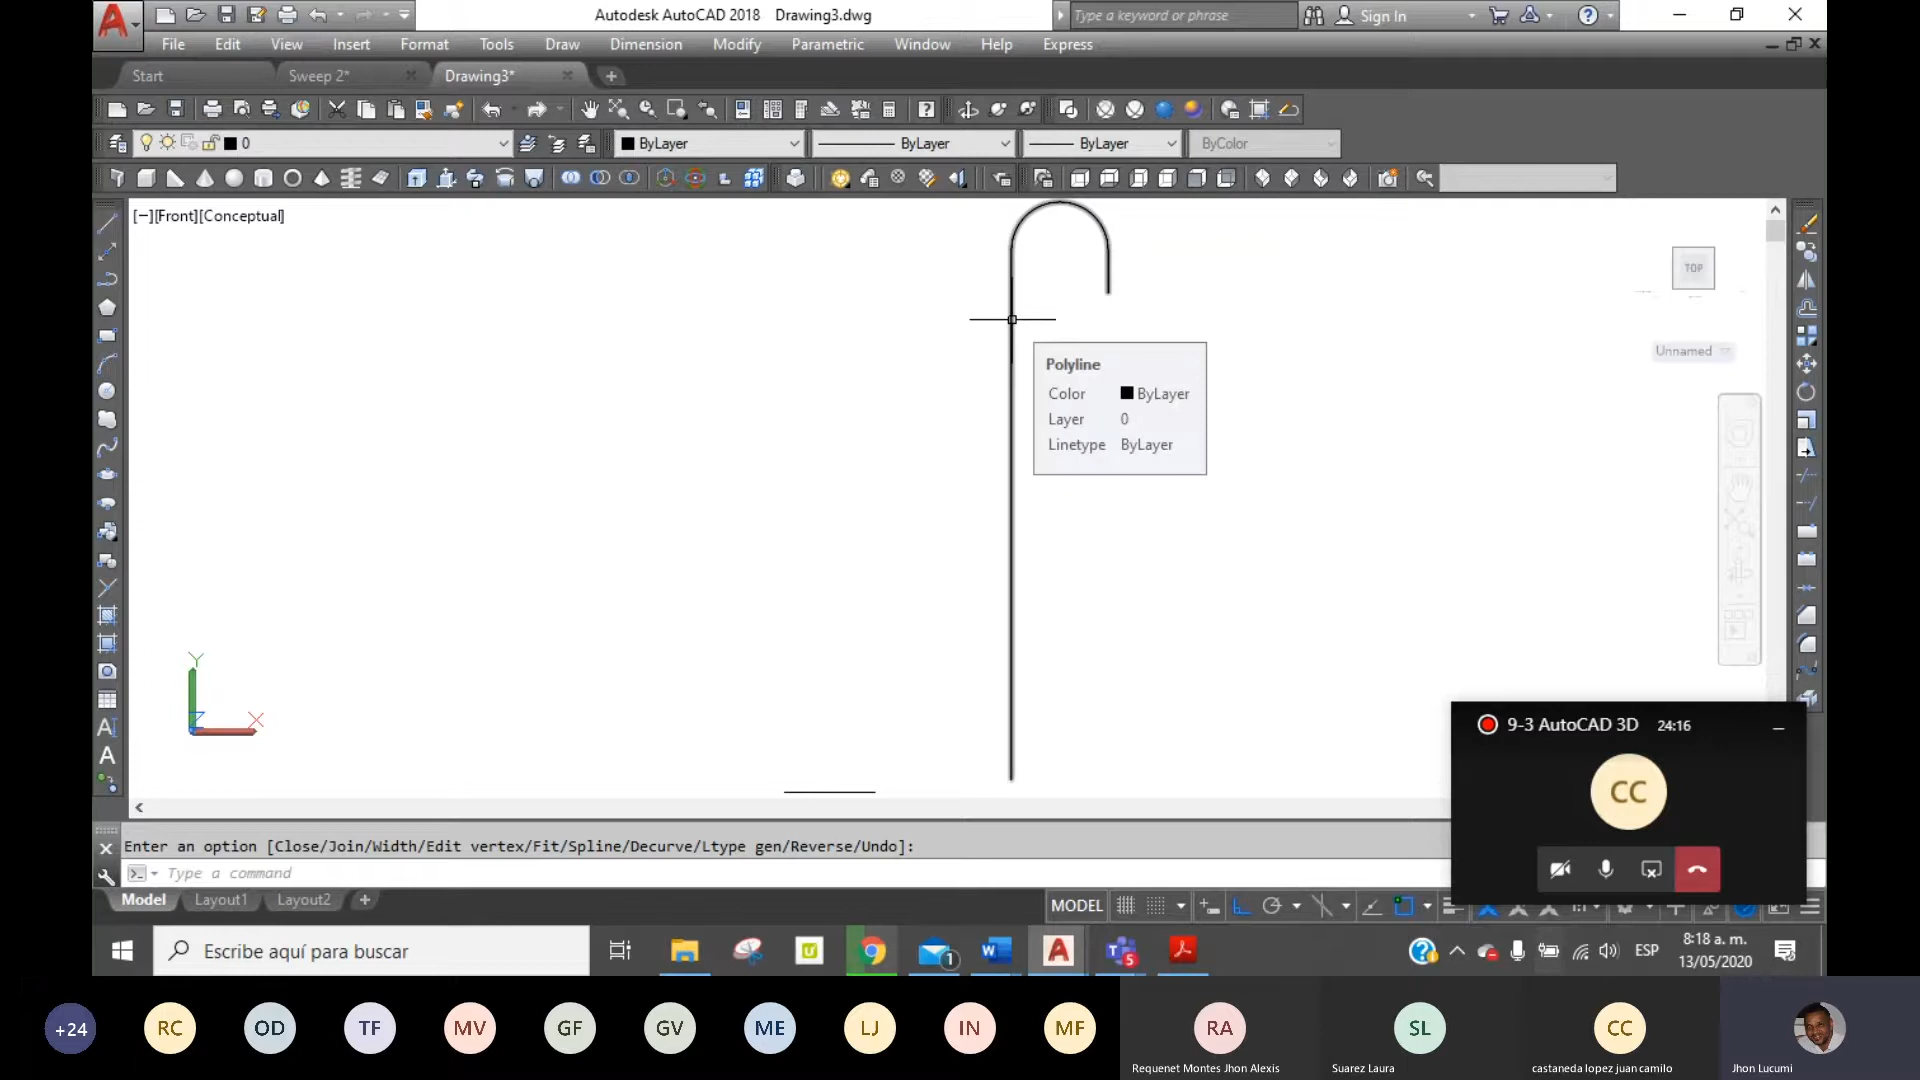 Autodesk AutoCAD 2018 Drawing3.dwg
Type a keyword or phrase
Sign In
File Edit View Insert Format Tools Draw Dimension Modify Parametric Window Help Express
Start Sweep 2* Drawing3*
0 ByLayer ByLayer ByLayer ByColor
[−][Front][Conceptual]
TOP
Unnamed
Polyline
Color ByLayer
Layer 0
Linetype ByLayer
Y
Z X
9-3 AutoCAD 3D 24:16
CC
Enter an option [Close/Join/Width/Edit vertex/Fit/Spline/Decurve/Ltype gen/Reverse/Undo]:
Type a command
Model Layout1 Layout2
MODEL
Escribe aquí para buscar
1
5
ESP
8:18 a. m.
13/05/2020
+24 RC OD TF MV GF GV ME LJ IN MF RA SL CC
Requenet Montes Jhon Alexis Suarez Laura castaneda lopez juan camilo Jhon Lucumi